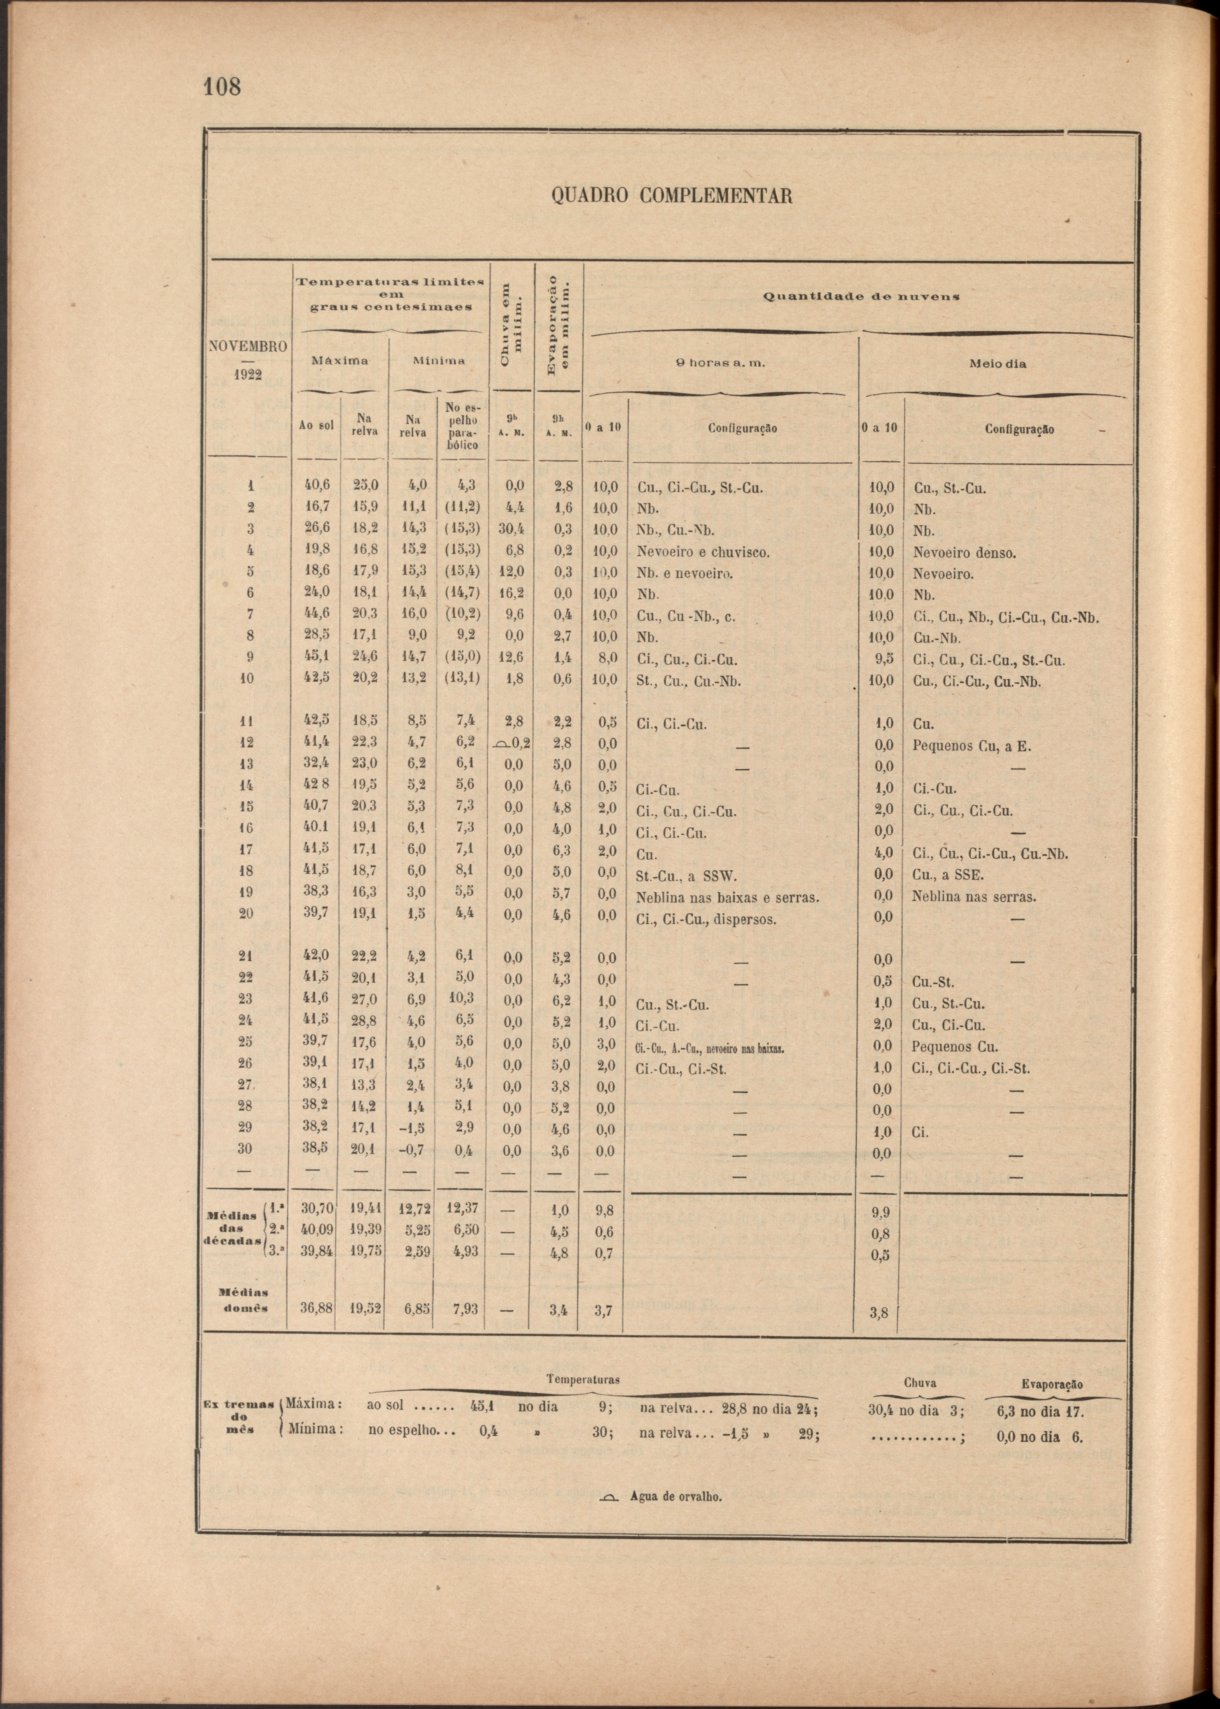 108
QUADRO COMPLEMENTAR
NOVEMBRO
—
1922
Temperaturas limites
em
graus centesimaes
Chuva em
milim.
Evaporação
em milim.
Quantidade de nuvens
Máxima Mínima 9 horas a. m. Meio dia
Ao sol Na relva Na relva No es-pelho para-bólico 9h A. M. 9h A. M. 0 a 10 Configuração 0 a 10 Configuração
1 40,6 25,0 4,0 4,3 0,0 2,8 10,0 Cu., Ci.-Cu., St.-Cu. 10,0 Cu., St.-Cu.
2 16,7 15,9 11,1 (11,2) 4,4 1,6 10,0 Nb. 10,0 Nb.
3 26,6 18,2 14,3 (15,3) 30,4 0,3 10,0 Nb., Cu.-Nb. 10,0 Nb.
4 19,8 16,8 15,2 (15,3) 6,8 0,2 10,0 Nevoeiro e chuvisco. 10,0 Nevoeiro denso.
5 18,6 17,9 15,3 (15,4) 12,0 0,3 10,0 Nb. e nevoeiro. 10,0 Nevoeiro.
6 24,0 18,1 14,4 (14,7) 16,2 0,0 10,0 Nb. 10,0 Nb.
7 44,6 20,3 16,0 (10,2) 9,6 0,4 10,0 Cu., Cu-Nb., c. 10,0 Ci., Cu., Nb., Ci.-Cu., Cu.-Nb.
8 28,5 17,1 9,0 9,2 0,0 2,7 10,0 Nb. 10,0 Cu.-Nb.
9 45,1 24,6 14,7 (15,0) 12,6 1,4 8,0 Ci., Cu., Ci.-Cu. 9,5 Ci., Cu., Ci.-Cu., St.-Cu.
10 42,5 20,2 13,2 (13,1) 1,8 0,6 10,0 St., Cu., Cu.-Nb. 10,0 Cu., Ci.-Cu., Cu.-Nb.
11 42,5 18,5 8,5 7,4 2,8 2,2 0,5 Ci., Ci.-Cu. 1,0 Cu.
12 41,4 22,3 4,7 6,2 ⌓0,2 2,8 0,0 — 0,0 Pequenos Cu, a E.
13 32,4 23,0 6,2 6,1 0,0 5,0 0,0 — 0,0 —
14 42 8 19,5 5,2 5,6 0,0 4,6 0,5 Ci.-Cu. 1,0 Ci.-Cu.
15 40,7 20,3 5,3 7,3 0,0 4,8 2,0 Ci., Cu., Ci.-Cu. 2,0 Ci., Cu., Ci.-Cu.
16 40.1 19,1 6,1 7,3 0,0 4,0 1,0 Ci., Ci.-Cu. 0,0 —
17 41,5 17,1 6,0 7,1 0,0 6,3 2,0 Cu. 4,0 Ci., Cu., Ci.-Cu., Cu.-Nb.
18 41,5 18,7 6,0 8,1 0,0 5,0 0,0 St.-Cu., a SSW. 0,0 Cu., a SSE.
19 38,3 16,3 3,0 5,5 0,0 5,7 0,0 Neblina nas baixas e serras. 0,0 Neblina nas serras.
20 39,7 19,1 1,5 4,4 0,0 4,6 0,0 Ci., Ci.-Cu., dispersos. 0,0 —
21 42,0 22,2 4,2 6,1 0,0 5,2 0,0 — 0,0 —
22 41,5 20,1 3,1 5,0 0,0 4,3 0,0 — 0,5 Cu.-St.
23 41,6 27,0 6,9 10,3 0,0 6,2 1,0 Cu., St.-Cu. 1,0 Cu., St.-Cu.
24 41,5 28,8 4,6 6,5 0,0 5,2 1,0 Ci.-Cu. 2,0 Cu., Ci.-Cu.
25 39,7 17,6 4,0 5,6 0,0 5,0 3,0 Ci.-Cu., A.-Cu., nevoeiro nas baixas. 0,0 Pequenos Cu.
26 39,1 17,1 1,5 4,0 0,0 5,0 2,0 Ci.-Cu., Ci.-St. 1,0 Ci., Ci.-Cu., Ci.-St.
27 38,1 13,3 2,4 3,4 0,0 3,8 0,0 — 0,0 —
28 38,2 14,2 1,4 5,1 0,0 5,2 0,0 — 0,0 —
29 38,2 17,1 -1,5 2,9 0,0 4,6 0,0 — 1,0 Ci.
30 38,5 20,1 -0,7 0,4 0,0 3,6 0,0 — 0,0 —
— — — — — — — — — — —
Médias das décadas
1.ª 30,70 19,41 12,72 12,37 — 1,0 9,8 9,9
2.ª 40,09 19,39 5,25 6,50 — 4,5 0,6 0,8
3.ª 39,84 19,75 2,59 4,93 — 4,8 0,7 0,5
Médias
domês 36,88 19,52 6,85 7,93 — 3,4 3,7 3,8
Temperaturas Chuva Evaporação
Ex tremas do mês
Máxima: ao sol ...... 45,1 no dia 9; na relva... 28,8 no dia 24; 30,4 no dia 3; 6,3 no dia 17.
Mínima: no espelho... 0,4 » 30; na relva... -1,5 » 29; ............; 0,0 no dia 6.
⌓ Agua de orvalho.